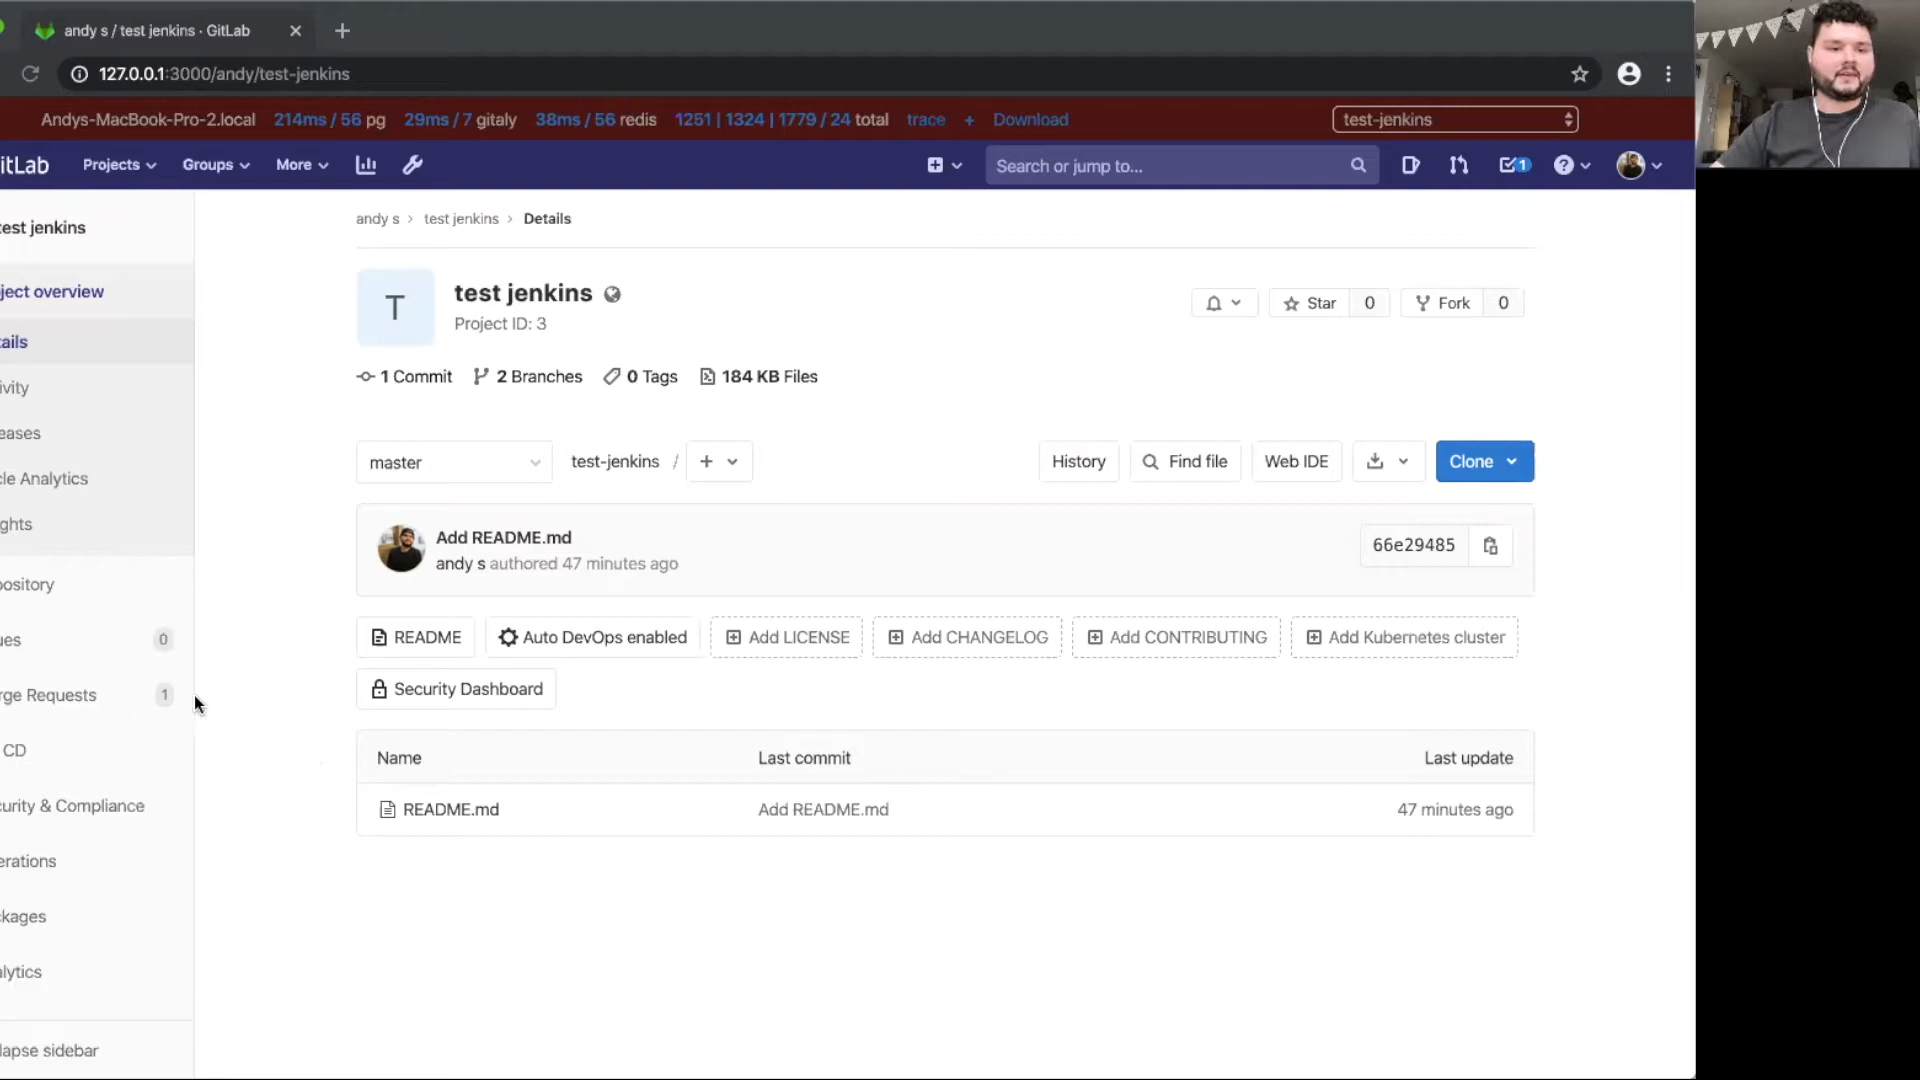 andy s / test jenkins · GitLab
127.0.0.1:3000/andy/test-jenkins
Andys-MacBook-Pro-2.local 214ms / 56 pg 29ms / 7 gitaly 38ms / 56 redis 1251 | 1324 | 1779 / 24 total trace + Download test-jenkins
itLab Projects Groups More Search or jump to... 1
est jenkins
ject overview
ails
ivity
eases
le Analytics
ghts
ository
ues 0
rge Requests 1
CD
urity & Compliance
erations
kages
lytics
lapse sidebar
andy s > test jenkins > Details
T
test jenkins
Project ID: 3
Star 0 Fork 0
1 Commit 2 Branches 0 Tags 184 KB Files
master test-jenkins / + History Find file Web IDE Clone
Add README.md
andy s authored 47 minutes ago
66e29485
README Auto DevOps enabled Add LICENSE Add CHANGELOG Add CONTRIBUTING Add Kubernetes cluster
Security Dashboard
Name Last commit Last update
README.md Add README.md 47 minutes ago